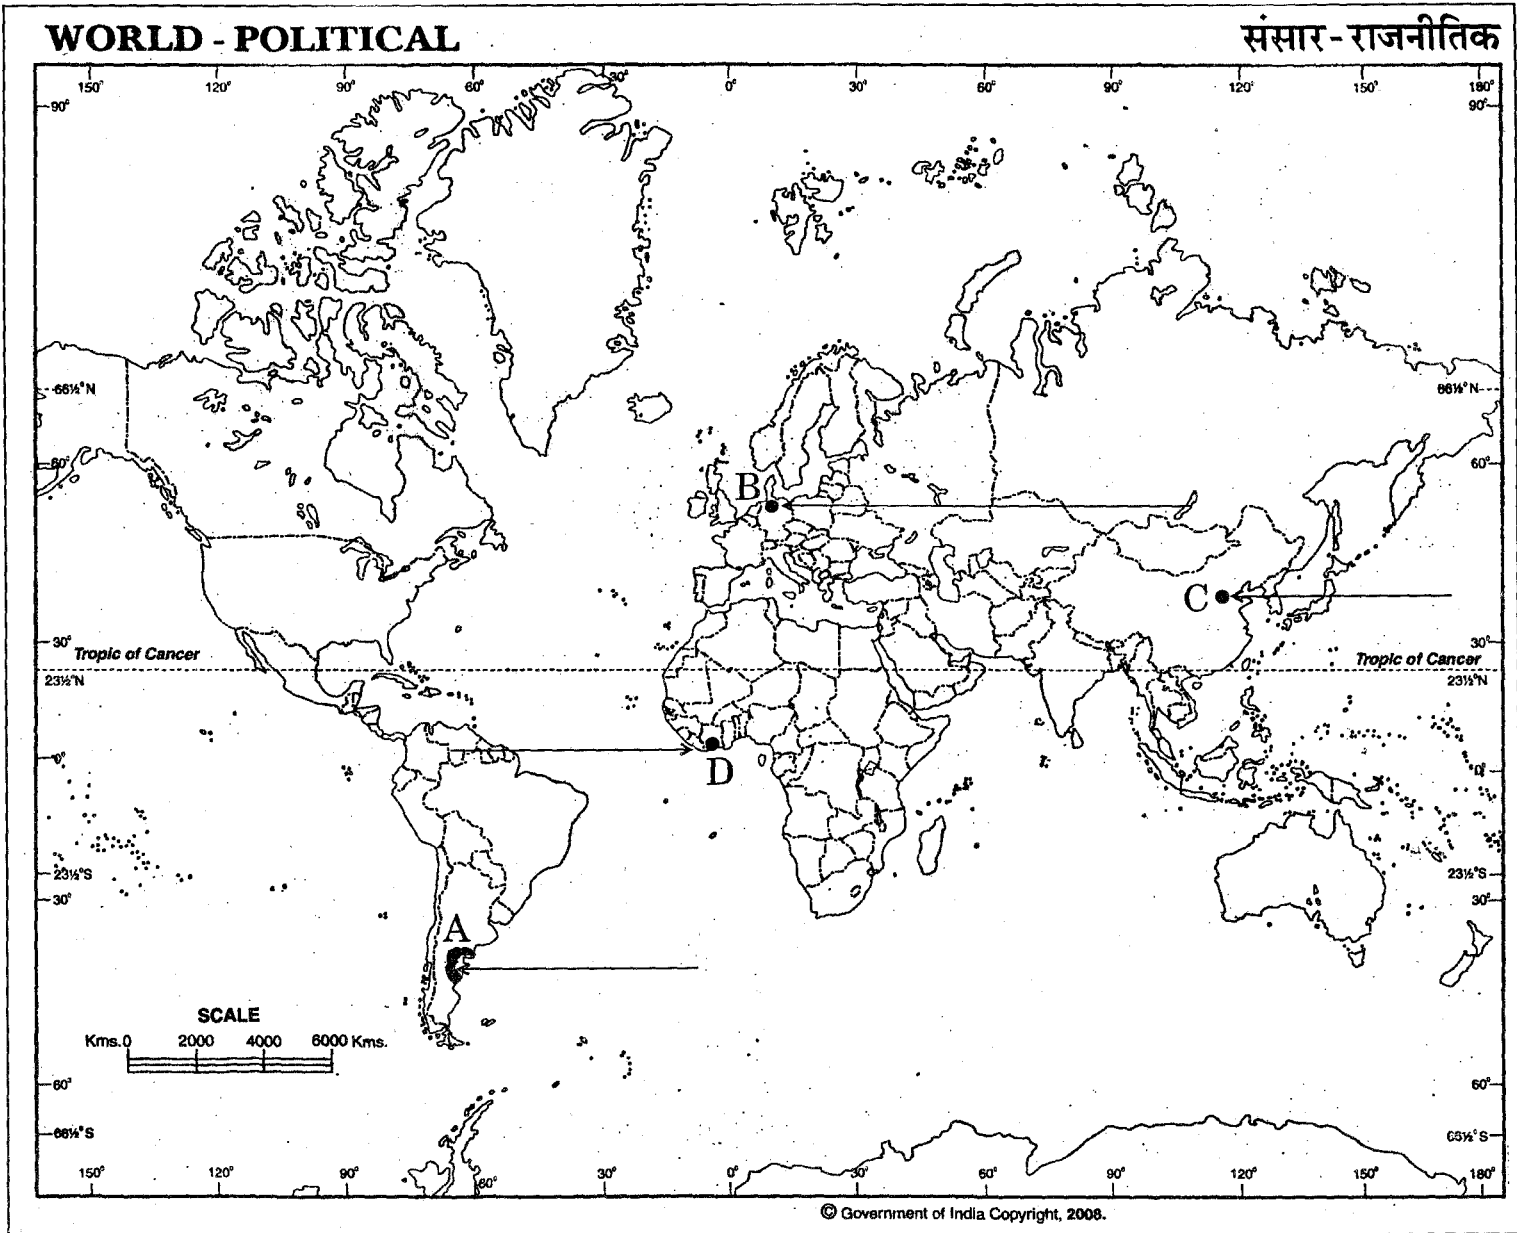 WORLD - POLITICAL
संसार - राजनीतिक
150° 120° 90° 60° 30° 0° 30° 60° 90° 120° 150° 180°
90° 90°
66½°N 66½°N
60° 60°
B
C
30° 30°
Tropic of Cancer Tropic of Cancer
23½°N 23½°N
0° 0°
D
23½°S 23½°S
30° 30°
A
SCALE
Kms. 0 2000 4000 6000 Kms.
60° 60°
66½°S 66½°S
150° 120° 90° 60° 30° 0° 30° 60° 90° 120° 150° 180°
© Government of India Copyright, 2008.